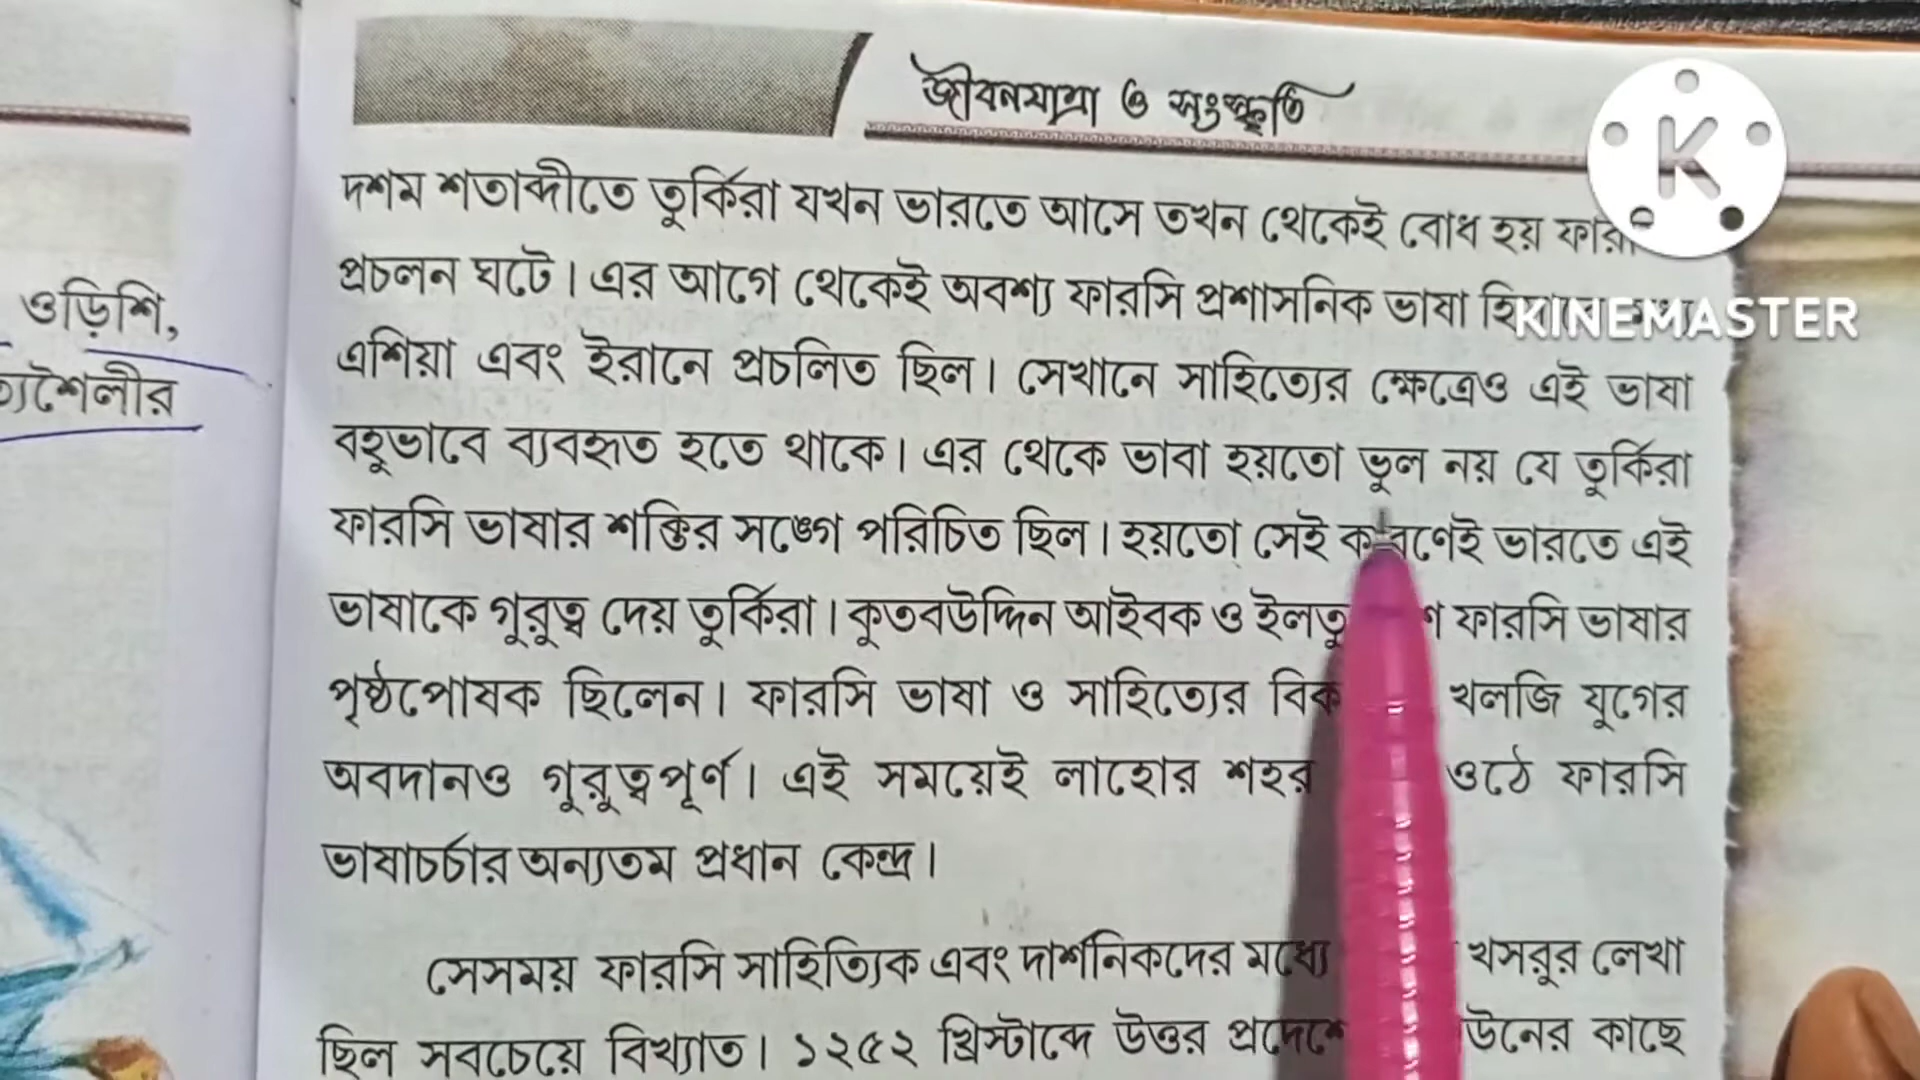 জীবনযাত্রা ও সংস্কৃতি
KINEMASTER
ওড়িশি,
দশম শতাব্দীতে তুর্কিরা যখন ভারতে আসে তখন থেকেই বোধ হয়
প্রচলন ঘটে। এর আগে থেকেই অবশ্য ফারসি প্রশাসনিক ভাষা
এশিয়া এবং ইরানে প্রচলিত ছিল। সেখানে সাহিত্যের ক্ষেত্রেও এই ভাষা
বহুভাবে ব্যবহৃত হতে থাকে। এর থেকে ভাবা হয়তো ভুল নয় যে তুর্কিরা
ফারসি ভাষার শক্তির সঙ্গে পরিচিত ছিল। হয়তো সেই কারণেই ভারতে এই
ভাষাকে গুরুত্ব দেয় তুর্কিরা। কুতবউদ্দিন আইবক ও ফারসি ভাষার
পৃষ্ঠপোষক ছিলেন। ফারসি ভাষা ও সাহিত্যের খলজি যুগের
অবদানও গুরুত্বপূর্ণ। এই সময়েই লাহোর শহর ওঠে ফারসি
ভাষাচর্চার অন্যতম প্রধান কেন্দ্র।
সেসময় ফারসি সাহিত্যিক এবং দার্শনিকদের মধ্যে খসরুর লেখা
ছিল সবচেয়ে বিখ্যাত। ১২৫২ খ্রিস্টাব্দে উত্তর কাছে